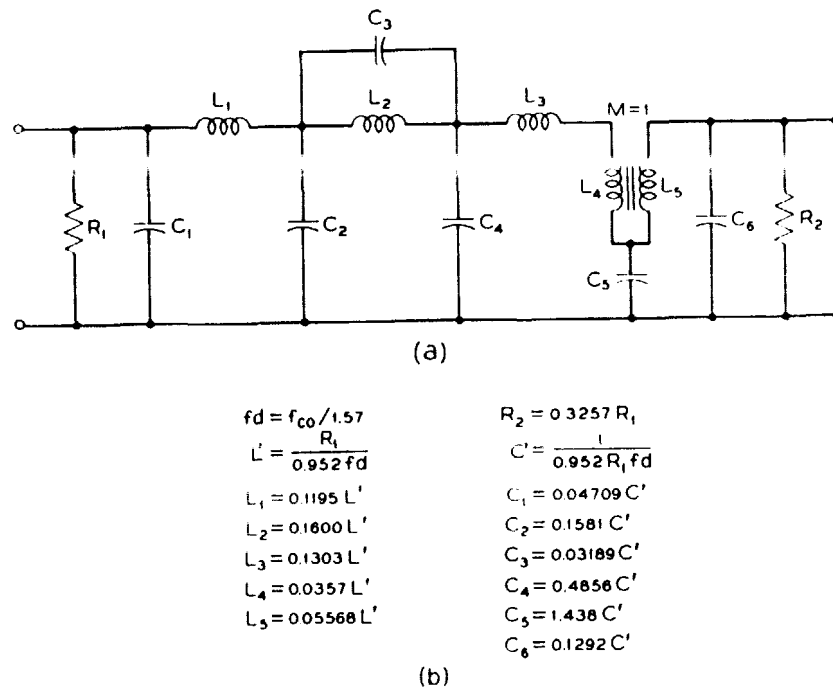 C₃
L₁
L₂
L₃
M=1
R₁
C₁
C₂
C₄
L₄
L₅
C₅
C₆
R₂
(a)
fd = f_CO/1.57
L' = R₁/0.952 fd
L₁ = 0.1195 L'
L₂ = 0.1600 L'
L₃ = 0.1303 L'
L₄ = 0.0357 L'
L₅ = 0.05568 L'
R₂ = 0.3257 R₁
C' = 1/0.952 R₁ fd
C₁ = 0.04709 C'
C₂ = 0.1581 C'
C₃ = 0.03189 C'
C₄ = 0.4856 C'
C₅ = 1.438 C'
C₆ = 0.1292 C'
(b)